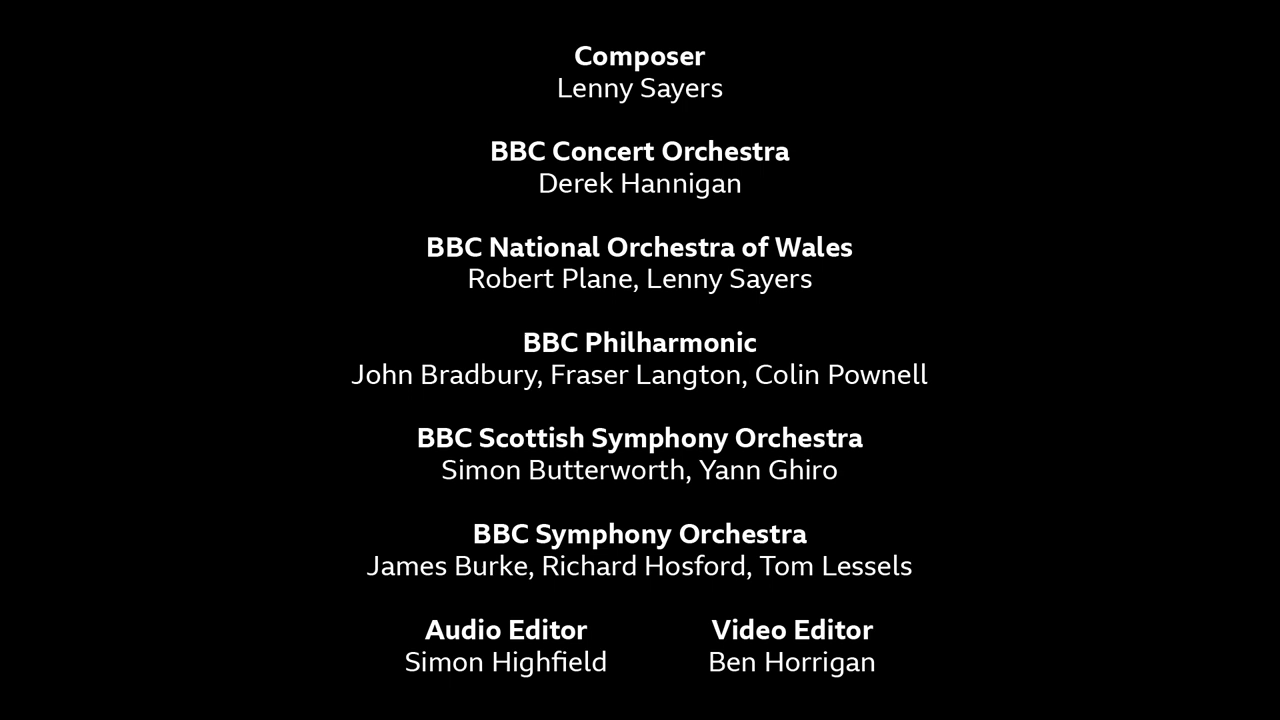 Composer
Lenny Sayers
BBC Concert Orchestra
Derek Hannigan
BBC National Orchestra of Wales
Robert Plane, Lenny Sayers
BBC Philharmonic
John Bradbury, Fraser Langton, Colin Pownell
BBC Scottish Symphony Orchestra
Simon Butterworth, Yann Ghiro
BBC Symphony Orchestra
James Burke, Richard Hosford, Tom Lessels
Audio Editor
Simon Highfield
Video Editor
Ben Horrigan